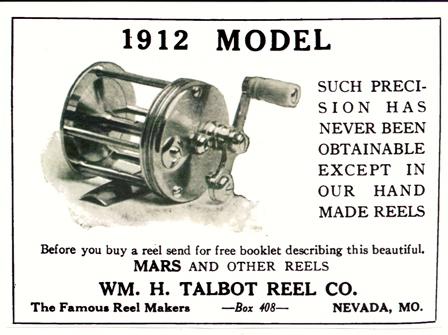 1912 MODEL
SUCH PRECI-
SION HAS
NEVER BEEN
OBTAINABLE
EXCEPT IN
OUR HAND
MADE REELS
Before you buy a reel send for free booklet describing this beautiful.
MARS AND OTHER REELS
WM. H. TALBOT REEL CO.
The Famous Reel Makers —Box 408— NEVADA, MO.